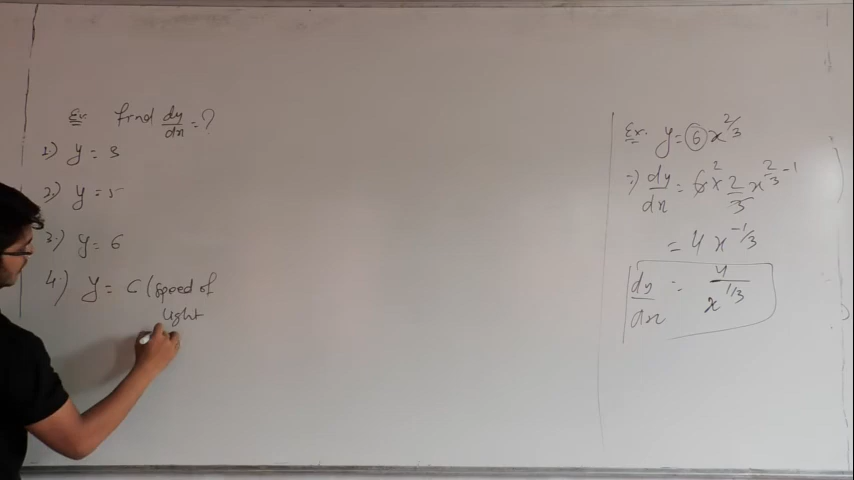 Ex. Find dy/dx = ?
1.) y = 3
2.) y = 5
3.) y = 6
4.) y = C (speed of
light
Ex. y = 6 x^2/3
⇒ dy/dx = 6^2 × 2/3 x^2/3 - 1
= 4 x^-1/3
dy/dx = 4/x^1/3